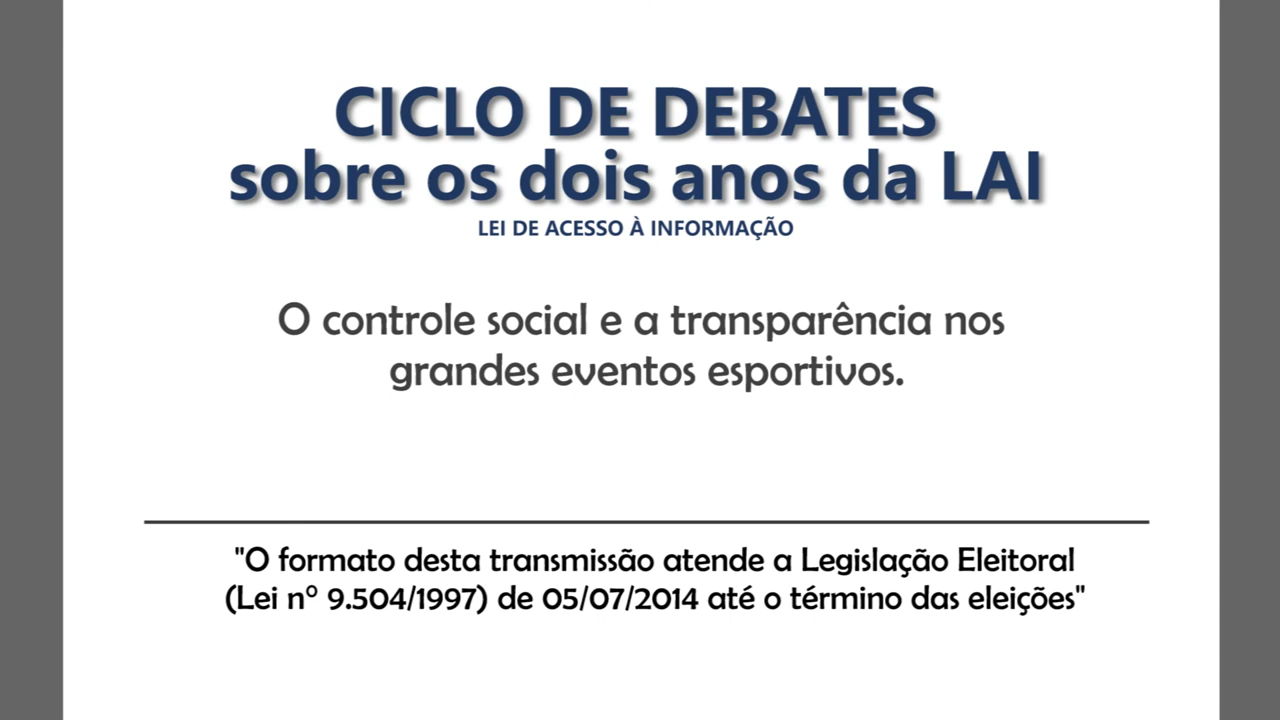 CICLO DE DEBATES
sobre os dois anos da LAI
LEI DE ACESSO À INFORMAÇÃO
O controle social e a transparência nos
grandes eventos esportivos.
"O formato desta transmissão atende a Legislação Eleitoral
(Lei nº 9.504/1997) de 05/07/2014 até o término das eleições"